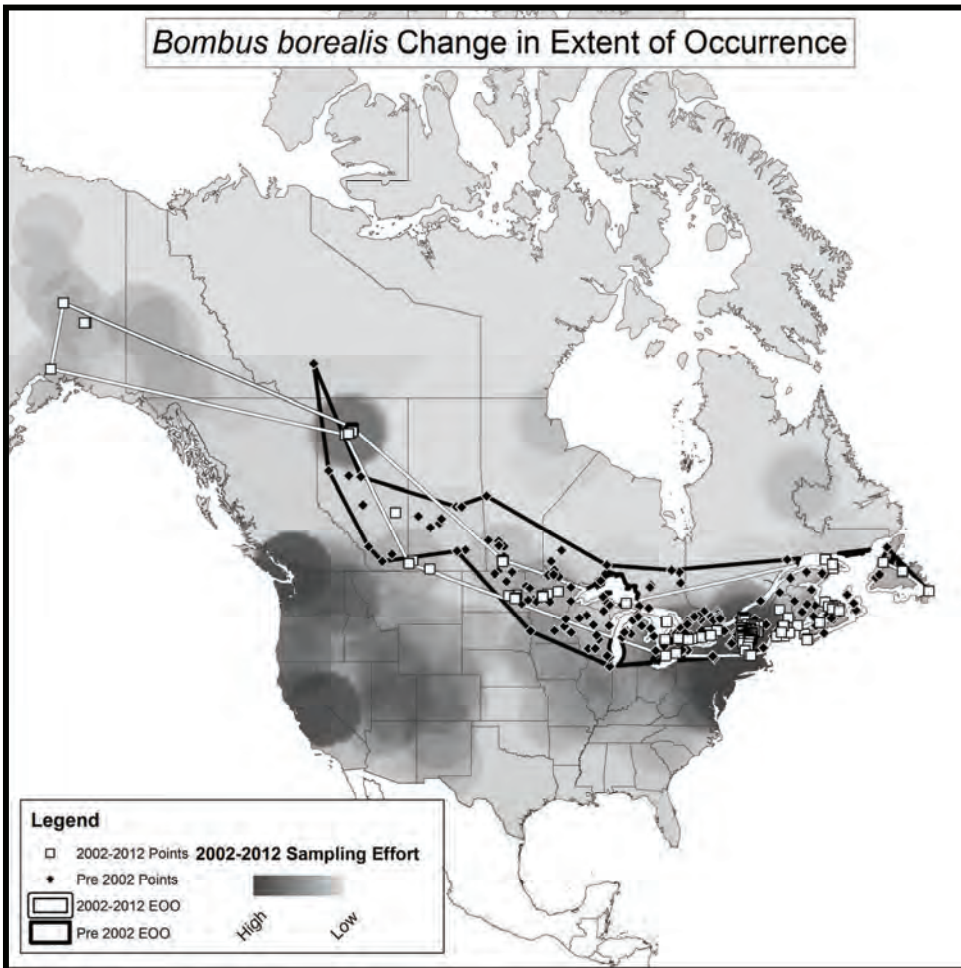 Bombus borealis Change in Extent of Occurrence
Legend
2002-2012 Points
Pre 2002 Points
2002-2012 EOO
Pre 2002 EOO
2002-2012 Sampling Effort
High
Low